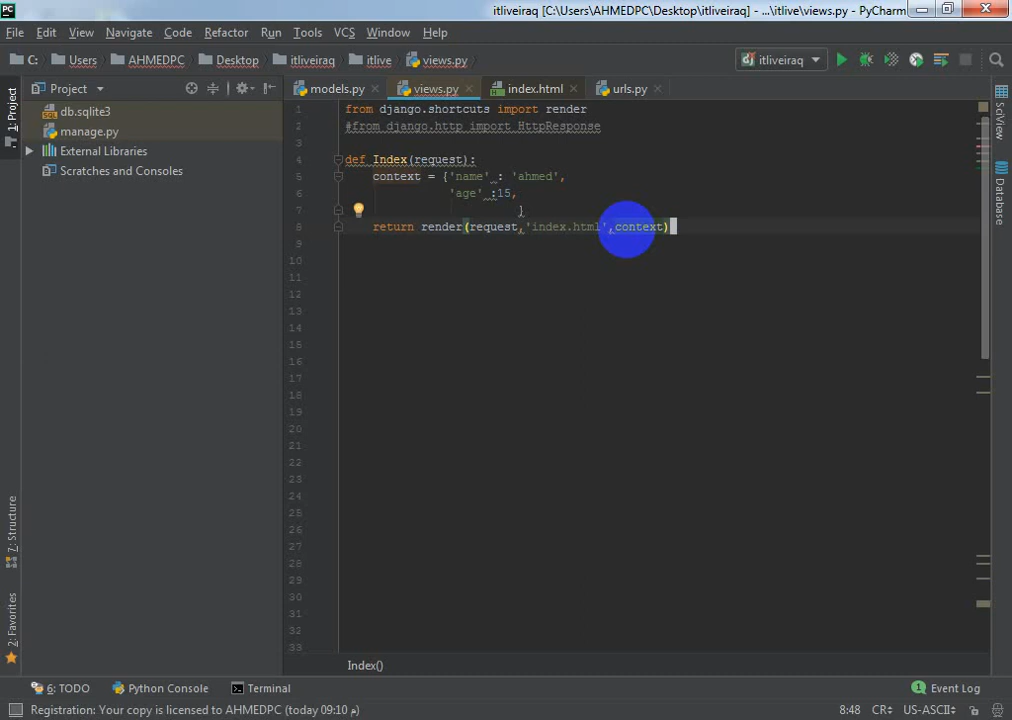 PC
itliveiraq [C:\Users\AHMEDPC\Desktop\itliveiraq] - ...\itlive\views.py - PyCharm
File Edit View Navigate Code Refactor Run Tools VCS Window Help
C: Users AHMEDPC Desktop itliveiraq itlive views.py itliveiraq
Project models.py views.py index.html urls.py
1: Project
db.sqlite3
manage.py
External Libraries
Scratches and Consoles
7: Structure
2: Favorites
1 from django.shortcuts import render
2 #from django.http import HttpResponse
3
4 def Index(request):
5 context = {'name' : 'ahmed',
6 'age' :15,
7 }
8 return render(request,'index.html',context)
9
10
11
12
13
14
15
16
17
18
19
20
21
22
23
24
25
26
27
28
29
30
31
32
33
SciView
Database
Index()
6: TODO Python Console Terminal 1 Event Log
Registration: Your copy is licensed to AHMEDPC (today 09:10 م) 8:48 CR÷ US-ASCII÷